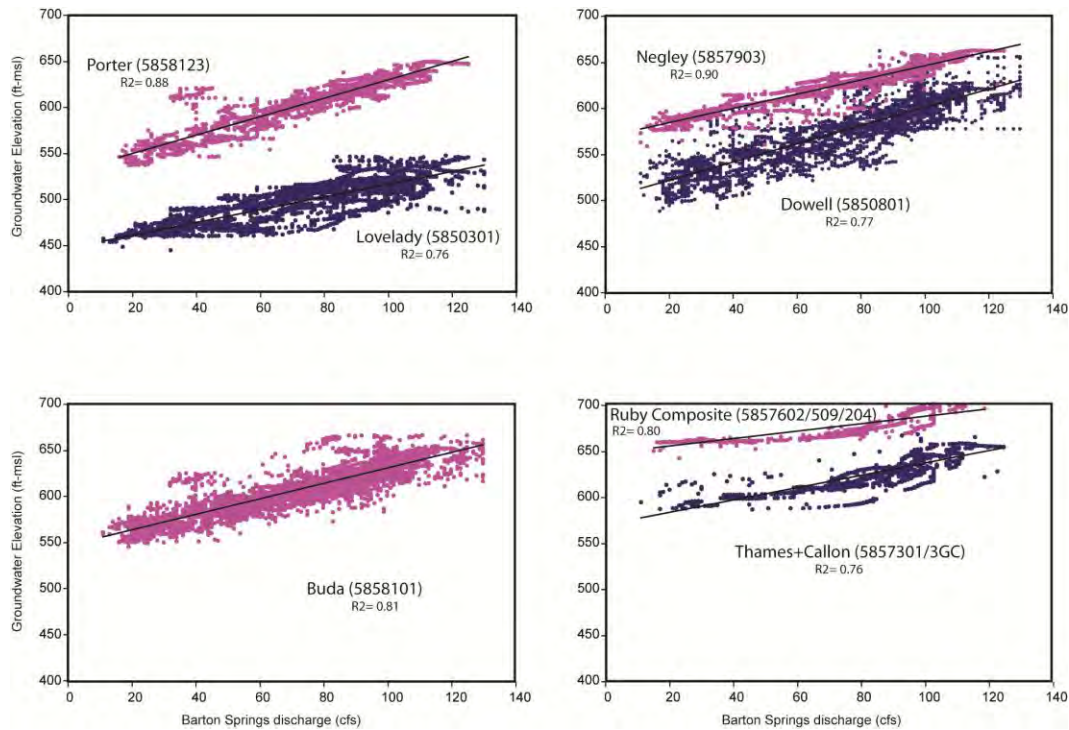 700
650
600
550
500
450
400
Groundwater Elevation (ft-msl)
Porter (5858123)
R2= 0.88
Lovelady (5850301)
R2= 0.76
0 20 40 60 80 100 120 140
Negley (5857903)
R2= 0.90
Dowell (5850801)
R2= 0.77
700
650
600
550
500
450
400
0 20 40 60 80 100 120 140
700
650
600
550
500
450
400
Groundwater Elevation (ft-msl)
Buda (5858101)
R2= 0.81
0 20 40 60 80 100 120 140
Barton Springs discharge (cfs)
700
650
600
550
500
450
400
Ruby Composite (5857602/509/204)
R2= 0.80
Thames+Callon (5857301/3GC)
R2= 0.76
0 20 40 60 80 100 120 140
Barton Springs discharge (cfs)